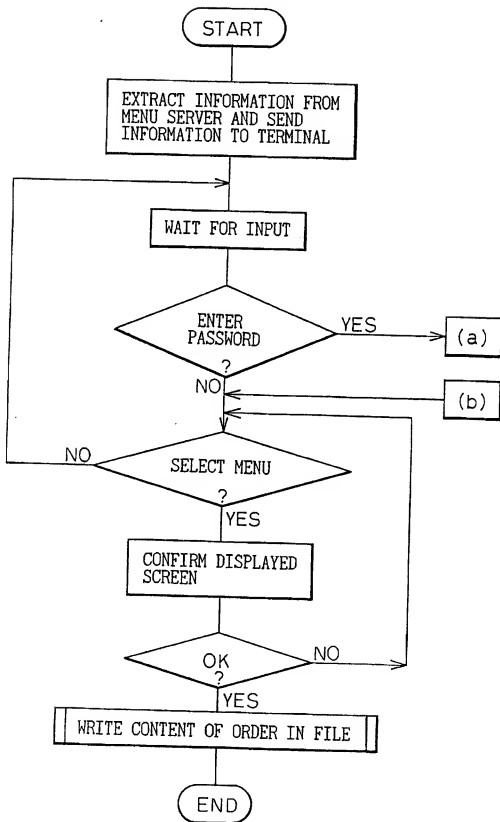 START
EXTRACT INFORMATION FROM
MENU SERVER AND SEND
INFORMATION TO TERMINAL
WAIT FOR INPUT
ENTER
PASSWORD
?
YES
(a)
NO
(b)
NO
SELECT MENU
?
YES
CONFIRM DISPLAYED
SCREEN
OK
?
NO
YES
WRITE CONTENT OF ORDER IN FILE
END